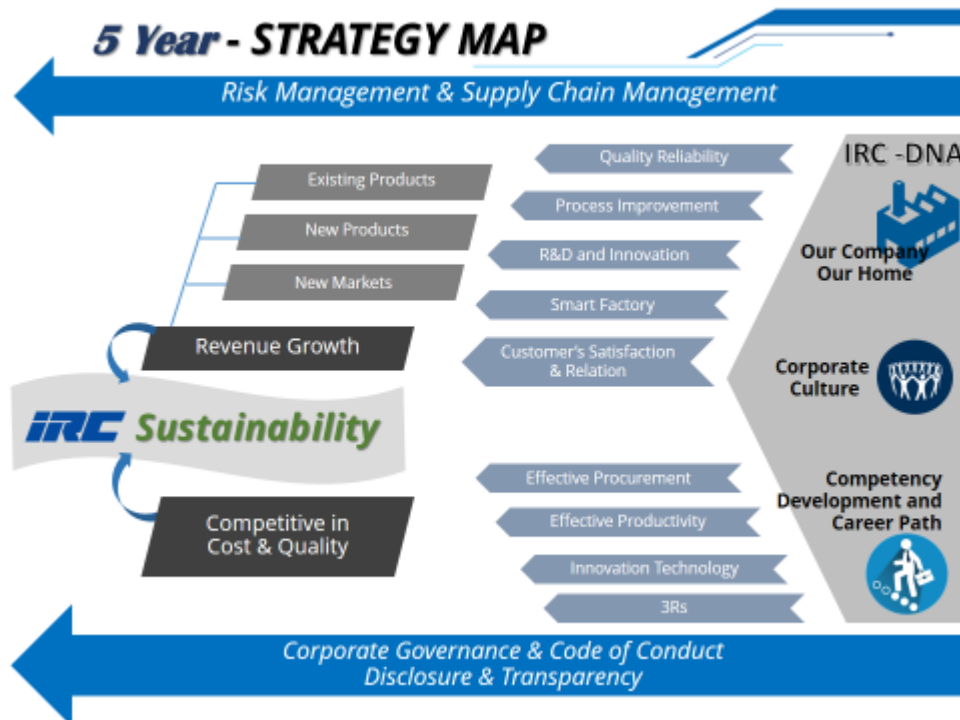 5 Year - STRATEGY MAP
Risk Management & Supply Chain Management
IRC -DNA
Quality Reliability
Existing Products
Process Improvement
New Products
R&D and Innovation
Our Company
Our Home
New Markets
Smart Factory
Revenue Growth
Customer's Satisfaction
& Relation
Corporate
Culture
IRC Sustainability
Effective Procurement
Competency
Development and
Career Path
Competitive in
Cost & Quality
Effective Productivity
Innovation Technology
3Rs
Corporate Governance & Code of Conduct
Disclosure & Transparency